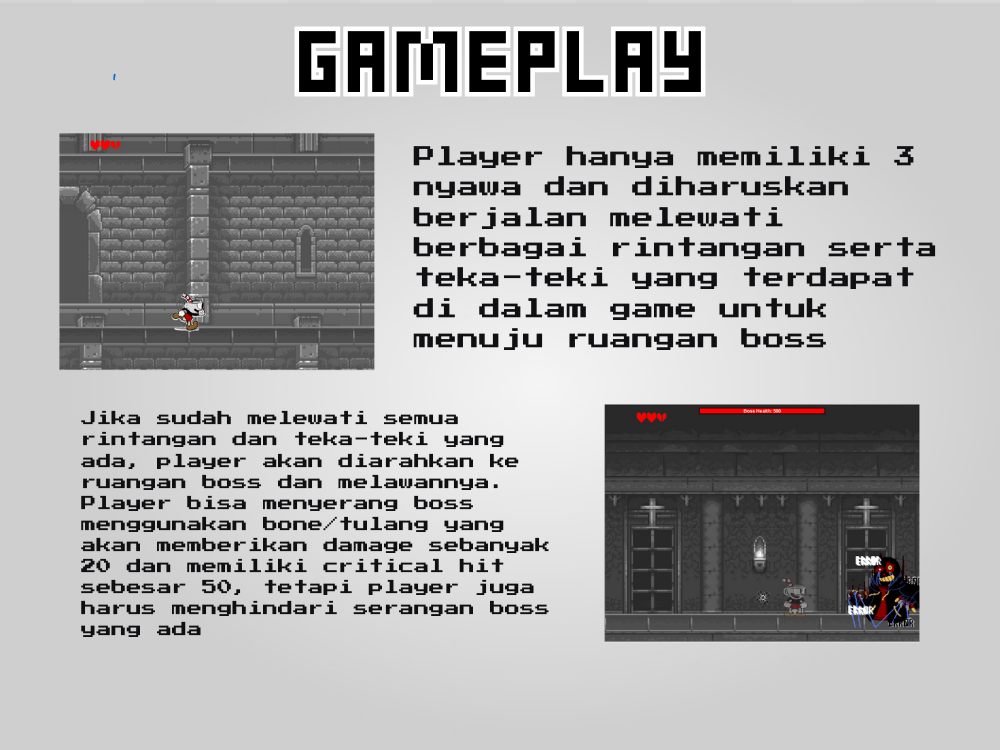 GAMEPLAY
Player hanya memiliki 3
nyawa dan diharuskan
berjalan melewati
berbagai rintangan serta
teka-teki yang terdapat
di dalam game untuk
menuju ruangan boss
Jika sudah melewati semua
rintangan dan teka-teki yang
ada, player akan diarahkan ke
ruangan boss dan melawannya.
Player bisa menyerang boss
menggunakan bone/tulang yang
akan memberikan damage sebanyak
20 dan memiliki critical hit
sebesar 50, tetapi player juga
harus menghindari serangan boss
yang ada
Boss Health: 500
ERROR
ERROR
ERROR